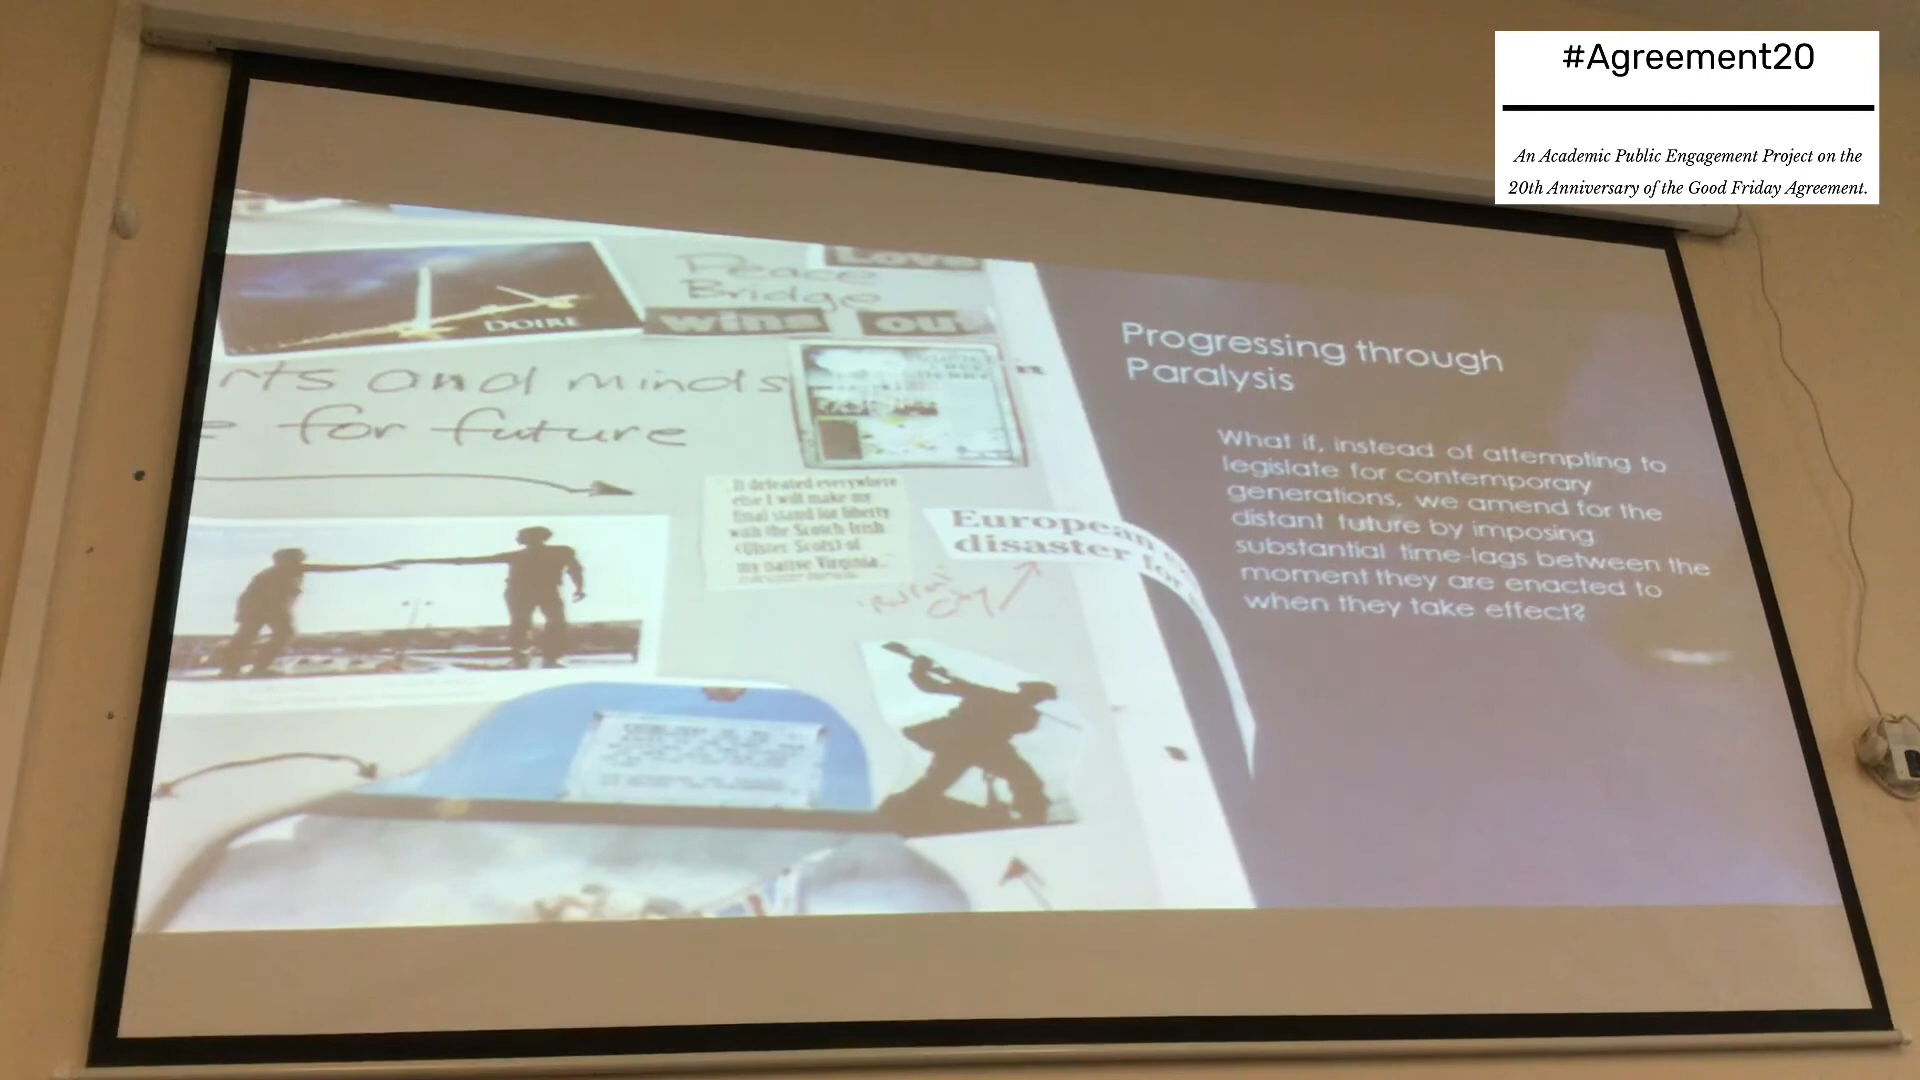 #Agreement20
An Academic Public Engagement Project on the
20th Anniversary of the Good Friday Agreement.
Love
Peace
Bridge
wins out
DOIRE
rts and minds
e for future
If defeated everywhere
else I will make my
final stand for liberty
with the Scotch-Irish
(Ulster Scots) of
my native Virginia..."
European
disaster for
City
Progressing through
Paralysis
What if, instead of attempting to
legislate for contemporary
generations, we amend for the
distant future by imposing
substantial time-lags between the
moment they are enacted to
when they take effect?